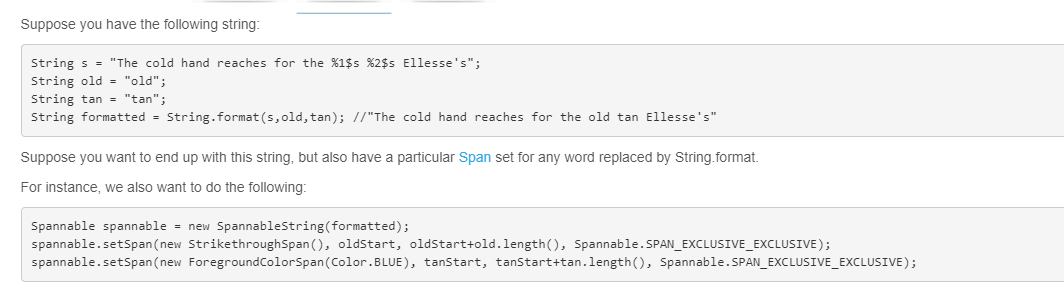 Suppose you have the following string:
String s = "The cold hand reaches for the %1$s %2$s Ellesse's";
String old = "old";
String tan = "tan";
String formatted = String.format(s,old,tan); //"The cold hand reaches for the old tan Ellesse's"
Suppose you want to end up with this string, but also have a particular Span set for any word replaced by String.format.
For instance, we also want to do the following:
Spannable spannable = new SpannableString(formatted);
spannable.setSpan(new StrikethroughSpan(), oldStart, oldStart+old.length(), Spannable.SPAN_EXCLUSIVE_EXCLUSIVE);
spannable.setSpan(new ForegroundColorSpan(Color.BLUE), tanStart, tanStart+tan.length(), Spannable.SPAN_EXCLUSIVE_EXCLUSIVE);